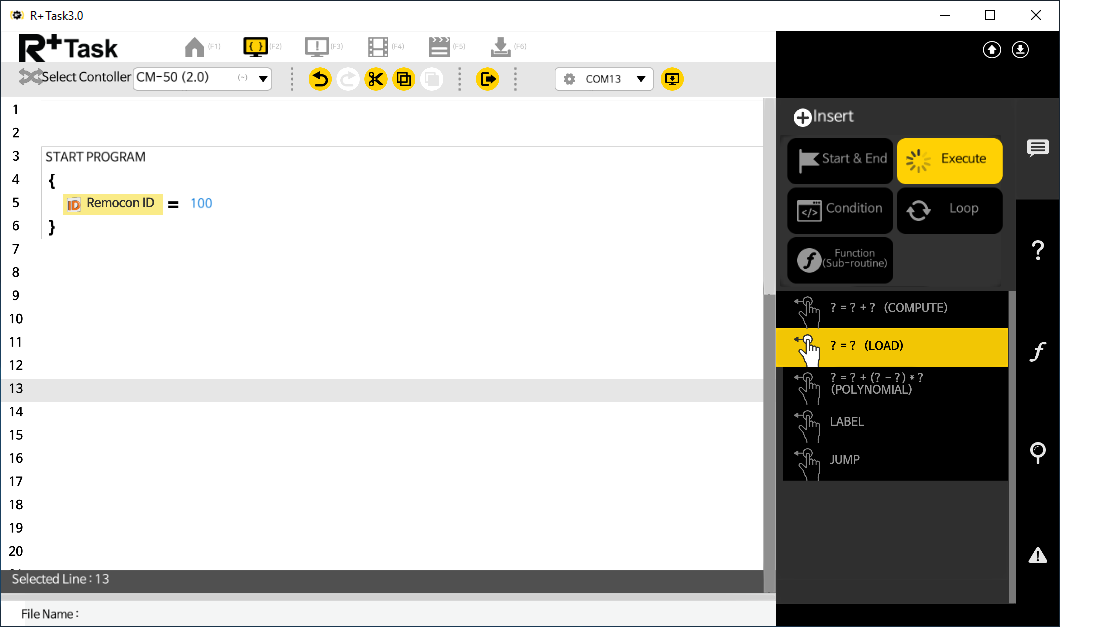 R+ Task3.0
R+Task
(F1) { } (F2) (F3) (F4) (F5) (F6)
Select Contoller CM-50 (2.0) (-) COM13
1
2
3 START PROGRAM
4 {
5 ID Remocon ID = 100
6 }
7
8
9
10
11
12
13
14
15
16
17
18
19
20
Selected Line : 13
File Name :
Insert
Start & End Execute
Condition Loop
Function
(Sub-routine)
? = ? + ? (COMPUTE)
? = ? (LOAD)
? = ? + (? − ?) * ?
(POLYNOMIAL)
LABEL
JUMP